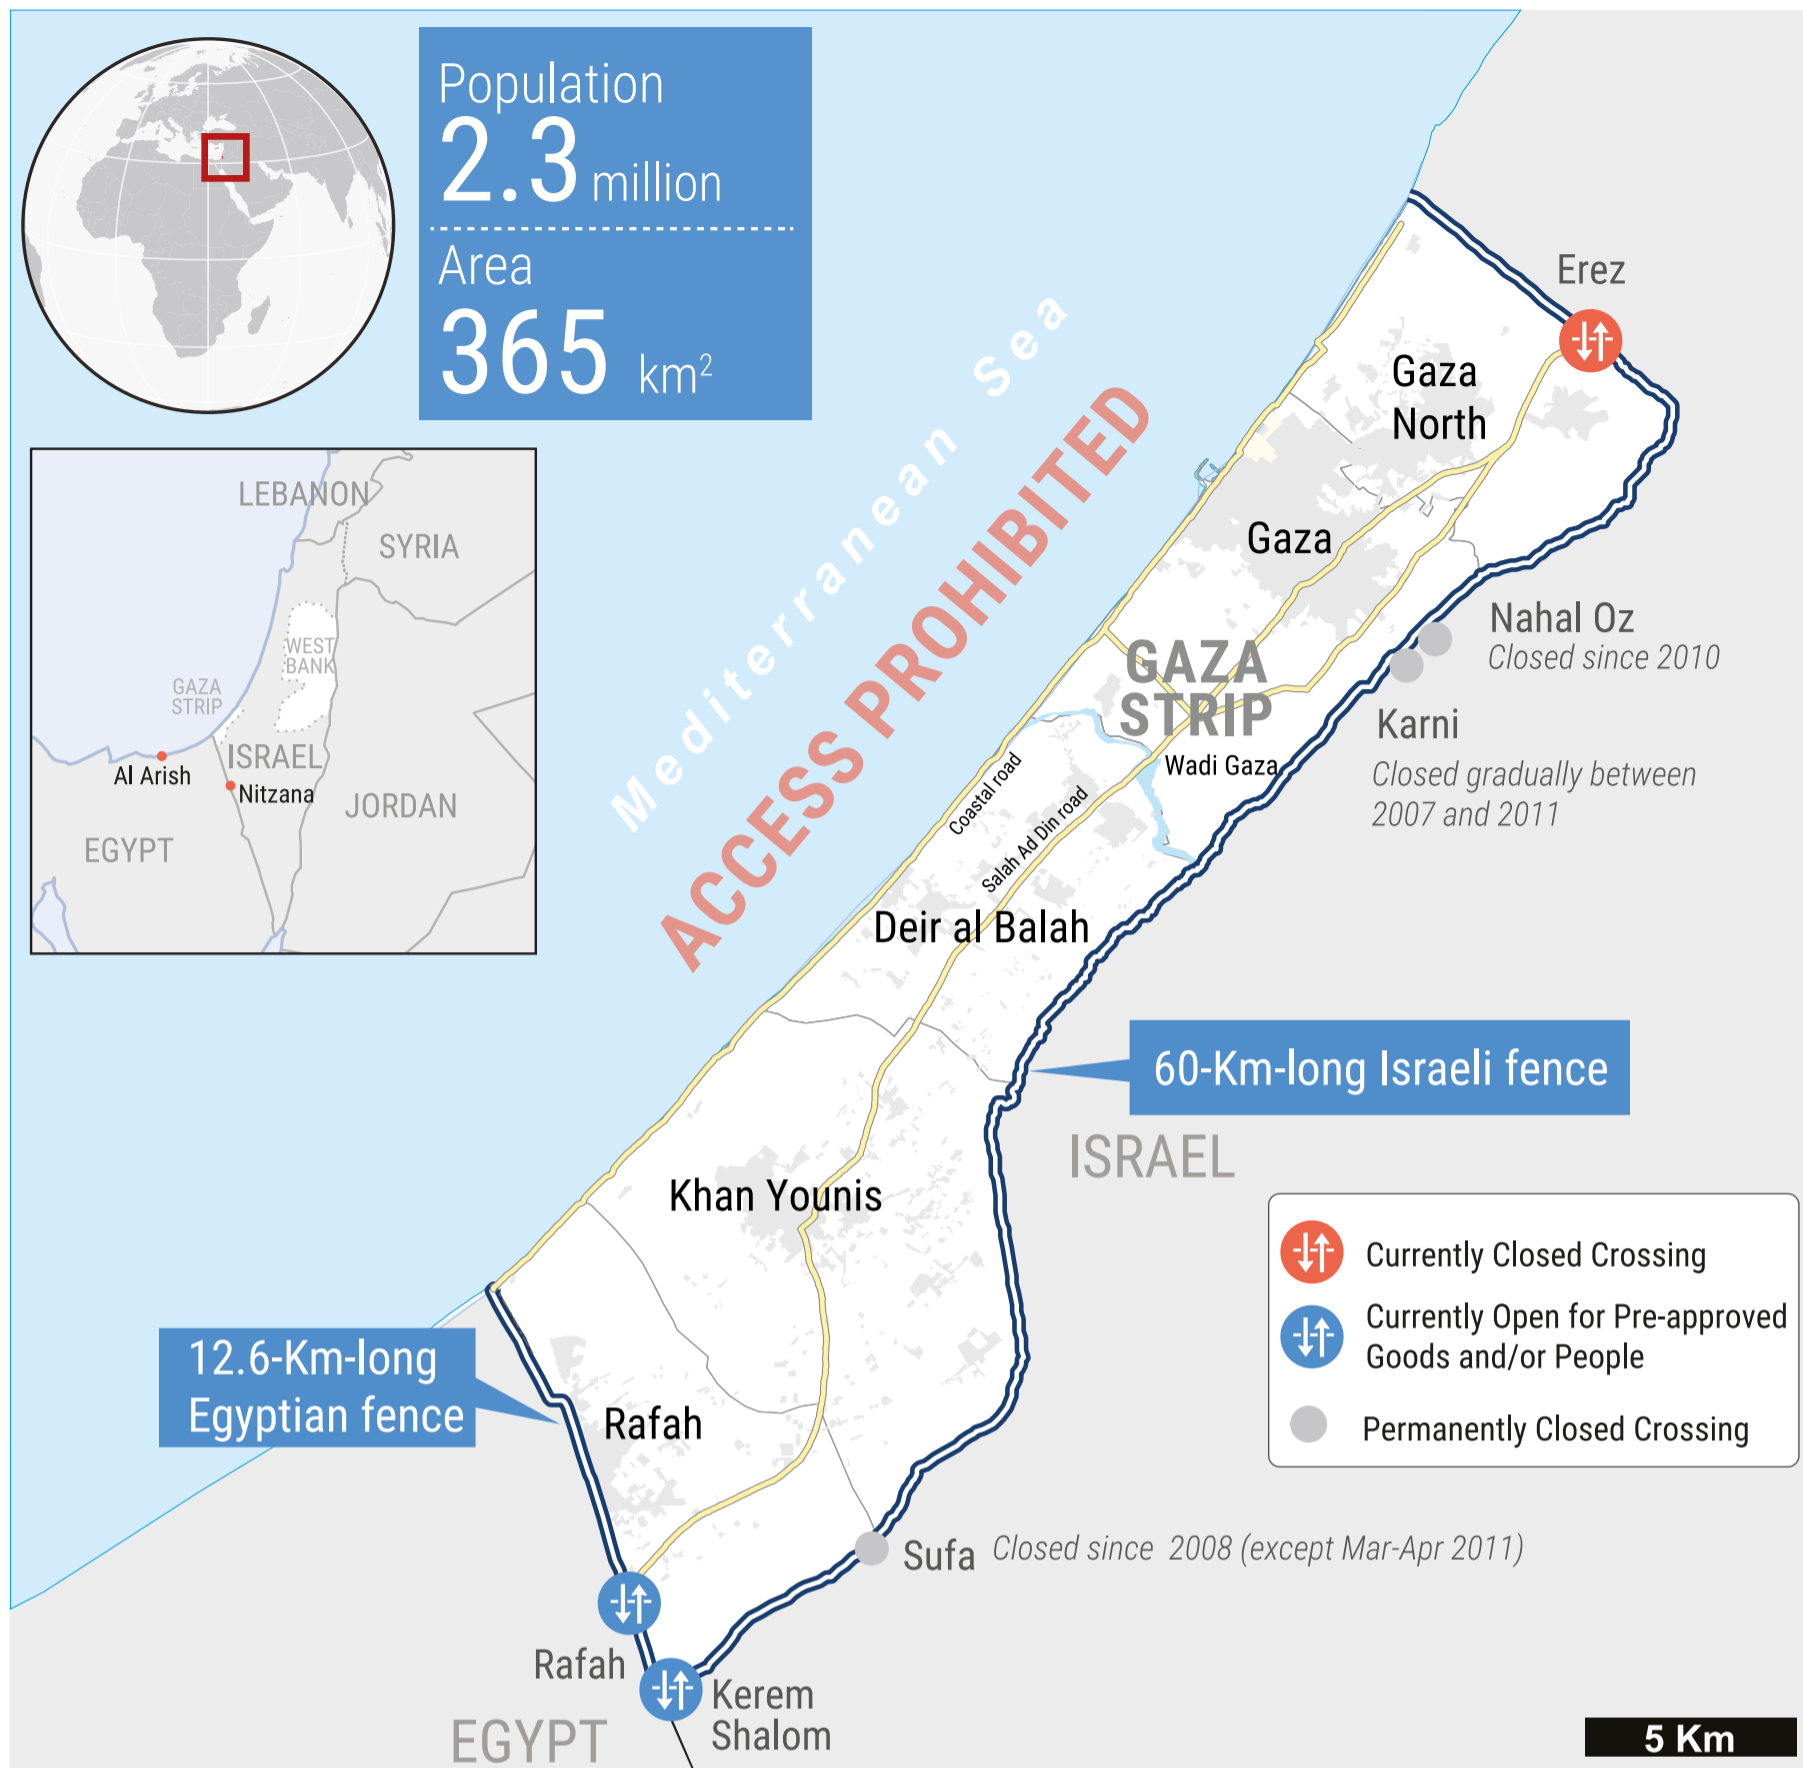 Population
2.3 million
Area
365 km²
LEBANON
SYRIA
WEST
BANK
GAZA
STRIP
ISRAEL
Al Arish
Nitzana
JORDAN
EGYPT
Mediterranean Sea
ACCESS PROHIBITED
Erez
Gaza
North
Gaza
Nahal Oz
Closed since 2010
GAZA
STRIP
Karni
Closed gradually between
2007 and 2011
Wadi Gaza
Coastal road
Salah Ad Din road
Deir al Balah
60-Km-long Israeli fence
ISRAEL
Khan Younis
Currently Closed Crossing
Currently Open for Pre-approved
Goods and/or People
Permanently Closed Crossing
12.6-Km-long
Egyptian fence
Rafah
Sufa Closed since 2008 (except Mar-Apr 2011)
Rafah
Kerem
Shalom
EGYPT
5 Km